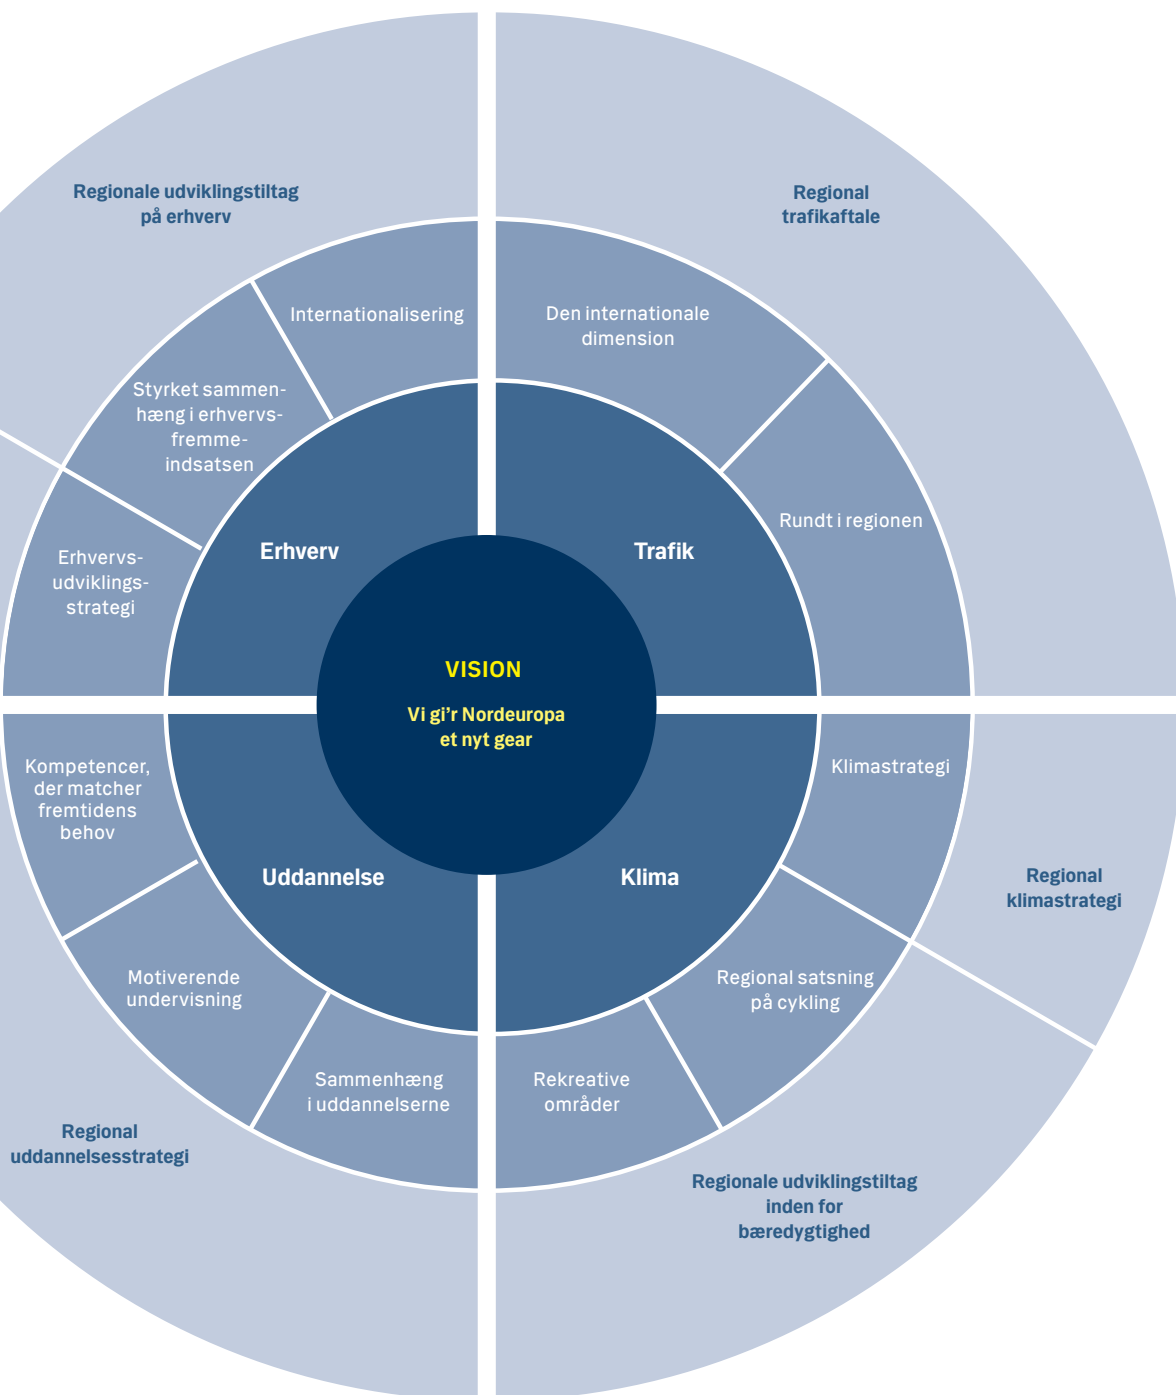 Regionale udviklingstiltag
på erhverv
Regional
trafikaftale
Internationalisering
Den internationale
dimension
Styrket sammen-
hæng i erhvervs-
fremme-
indsatsen
Rundt i regionen
Erhvervs-
udviklings-
strategi
Erhverv
Trafik
VISION
Vi gi’r Nordeuropa
et nyt gear
Kompetencer,
der matcher
fremtidens
behov
Klimastrategi
Uddannelse
Klima
Regional
klimastrategi
Motiverende
undervisning
Regional satsning
på cykling
Sammenhæng
i uddannelserne
Rekreative
områder
Regional
uddannelsesstrategi
Regionale udviklingstiltag
inden for
bæredygtighed